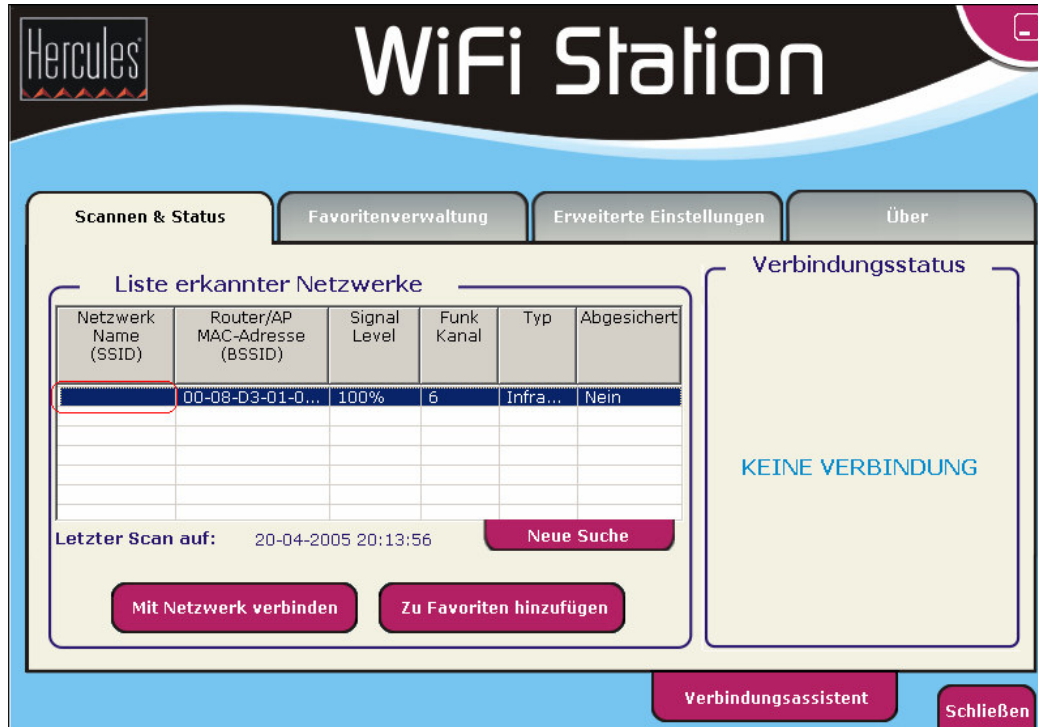 Hercules
WiFi Station
Scannen & Status
Favoritenverwaltung
Erweiterte Einstellungen
Über
Liste erkannter Netzwerke
Netzwerk Name (SSID)
Router/AP MAC-Adresse (BSSID)
Signal Level
Funk Kanal
Typ
Abgesichert
00-08-D3-01-0... 100% 6 Infra... Nein
Letzter Scan auf: 20-04-2005 20:13:56
Neue Suche
Mit Netzwerk verbinden
Zu Favoriten hinzufügen
Verbindungsstatus
KEINE VERBINDUNG
Verbindungsassistent
Schließen